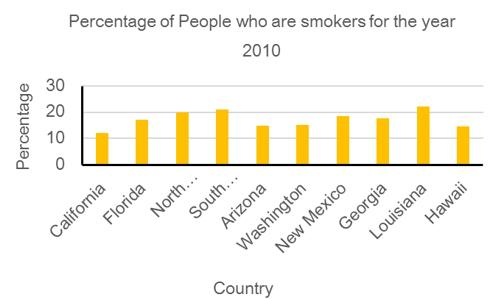 Percentage of People who are smokers for the year
2010
Percentage
30
20
10
0
California
Florida
North...
South...
Arizona
Washington
New Mexico
Georgia
Louisiana
Hawaii
Country